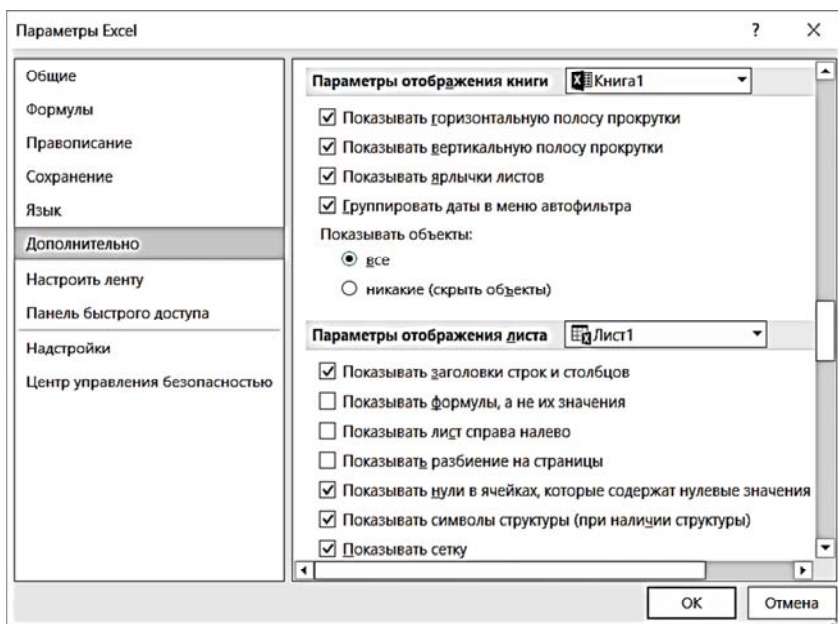 Параметры Excel
Общие
Формулы
Правописание
Сохранение
Язык
Дополнительно
Настроить ленту
Панель быстрого доступа
Надстройки
Центр управления безопасностью
Параметры отображения книги Книга1
Показывать горизонтальную полосу прокрутки
Показывать вертикальную полосу прокрутки
Показывать ярлычки листов
Группировать даты в меню автофильтра
Показывать объекты:
все
никакие (скрыть объекты)
Параметры отображения листа Лист1
Показывать заголовки строк и столбцов
Показывать формулы, а не их значения
Показывать лист справа налево
Показывать разбиение на страницы
Показывать нули в ячейках, которые содержат нулевые значения
Показывать символы структуры (при наличии структуры)
Показывать сетку
ОК Отмена